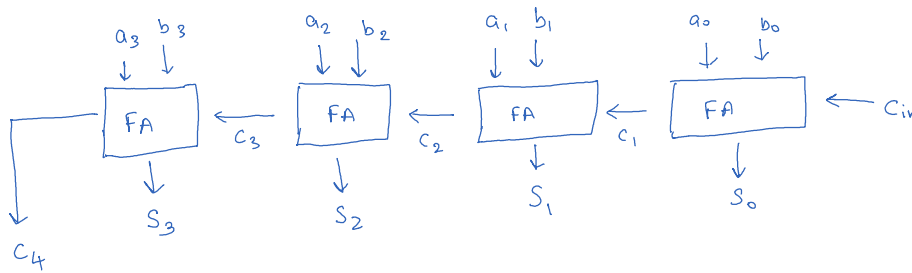 a₃ b₃ a₂ b₂ a₁ b₁ a₀ b₀
FA FA FA FA Cin
C₃ C₂ C₁
S₃ S₂ S₁ S₀
C₄